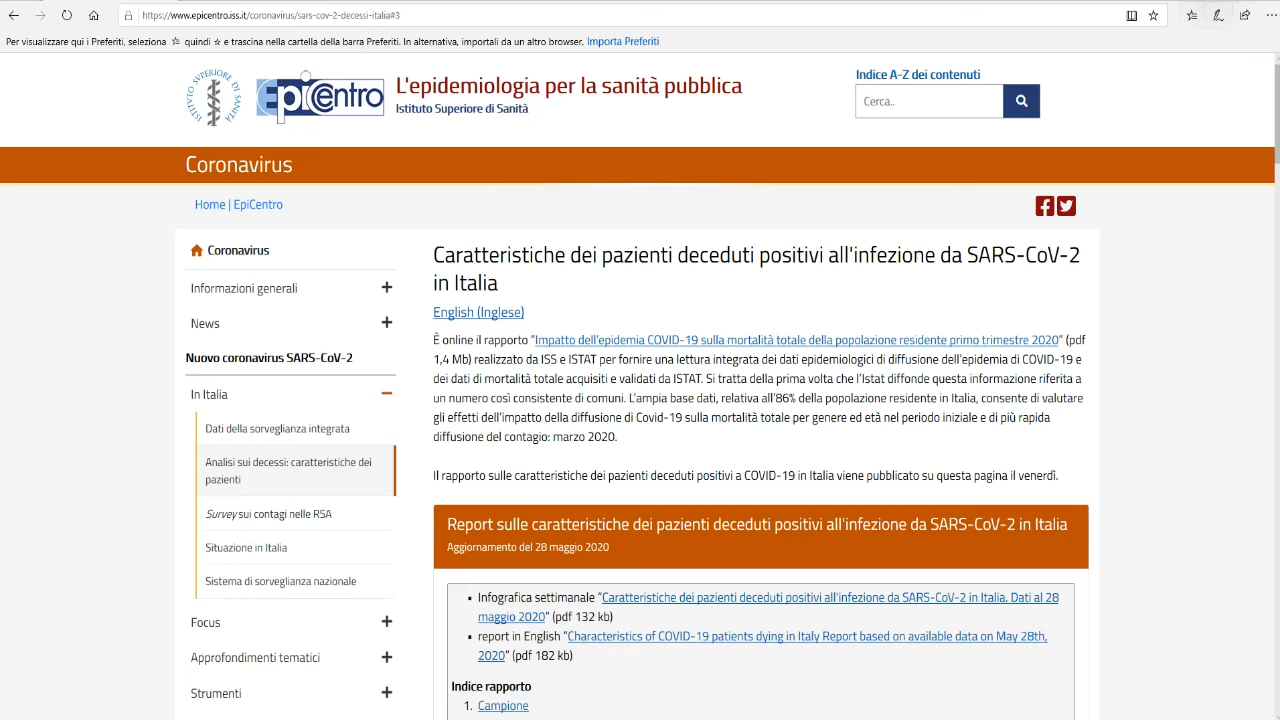 https://www.epicentro.iss.it/coronavirus/sars-cov-2-decessi-italia#3
Per visualizzare qui i Preferiti, seleziona quindi e trascina nella cartella della barra Preferiti. In alternativa, importali da un altro browser. Importa Preferiti
ISTITUTO SUPERIORE DI SANITÀ
EpiCentro
L'epidemiologia per la sanità pubblica
Istituto Superiore di Sanità
Indice A-Z dei contenuti
Cerca..
Coronavirus
Home | EpiCentro
Coronavirus
Informazioni generali
News
Nuovo coronavirus SARS-CoV-2
In Italia
Dati della sorveglianza integrata
Analisi sui decessi: caratteristiche dei
pazienti
Survey sui contagi nelle RSA
Situazione in Italia
Sistema di sorveglianza nazionale
Focus
Approfondimenti tematici
Strumenti
Caratteristiche dei pazienti deceduti positivi all'infezione da SARS-CoV-2
in Italia
English (Inglese)
È online il rapporto “Impatto dell’epidemia COVID-19 sulla mortalità totale della popolazione residente primo trimestre 2020” (pdf
1,4 Mb) realizzato da ISS e ISTAT per fornire una lettura integrata dei dati epidemiologici di diffusione dell’epidemia di COVID-19 e
dei dati di mortalità totale acquisiti e validati da ISTAT. Si tratta della prima volta che l’Istat diffonde questa informazione riferita a
un numero così consistente di comuni. L’ampia base dati, relativa all’86% della popolazione residente in Italia, consente di valutare
gli effetti dell’impatto della diffusione di Covid-19 sulla mortalità totale per genere ed età nel periodo iniziale e di più rapida
diffusione del contagio: marzo 2020.
Il rapporto sulle caratteristiche dei pazienti deceduti positivi a COVID-19 in Italia viene pubblicato su questa pagina il venerdì.
Report sulle caratteristiche dei pazienti deceduti positivi all'infezione da SARS-CoV-2 in Italia
Aggiornamento del 28 maggio 2020
▪ Infografica settimanale “Caratteristiche dei pazienti deceduti positivi all'infezione da SARS-CoV-2 in Italia. Dati al 28
maggio 2020” (pdf 132 kb)
▪ report in English “Characteristics of COVID-19 patients dying in Italy Report based on available data on May 28th,
2020” (pdf 182 kb)
Indice rapporto
1. Campione